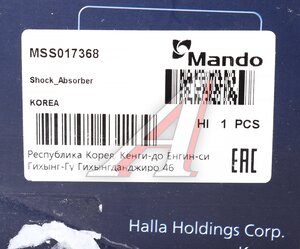 MSS017368
Mando
Shock_Absorber
KOREA
HI 1 PCS
Республика Корея, Кенги-до Енгин-си
Гихынг-Гу Гихынгданджиро 46
EAC
Halla Holdings Corp.